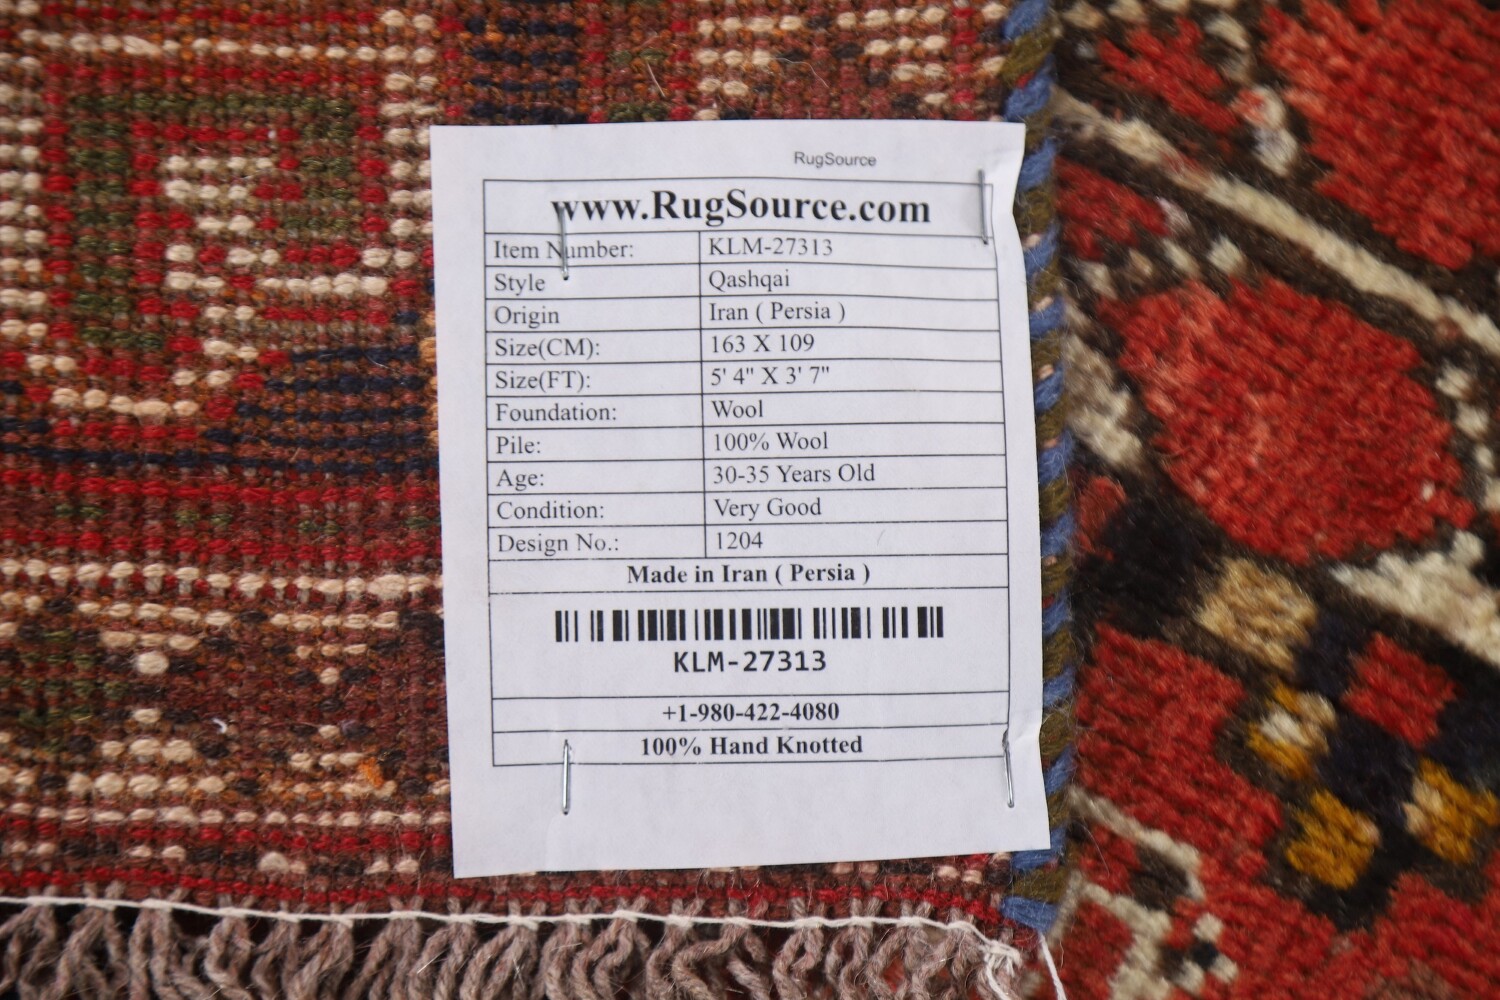 RugSource
www.RugSource.com
Item Number: KLM-27313
Style Qashqai
Origin Iran ( Persia )
Size(CM): 163 X 109
Size(FT): 5' 4" X 3' 7"
Foundation: Wool
Pile: 100% Wool
Age: 30-35 Years Old
Condition: Very Good
Design No.: 1204
Made in Iran ( Persia )
KLM-27313
+1-980-422-4080
100% Hand Knotted